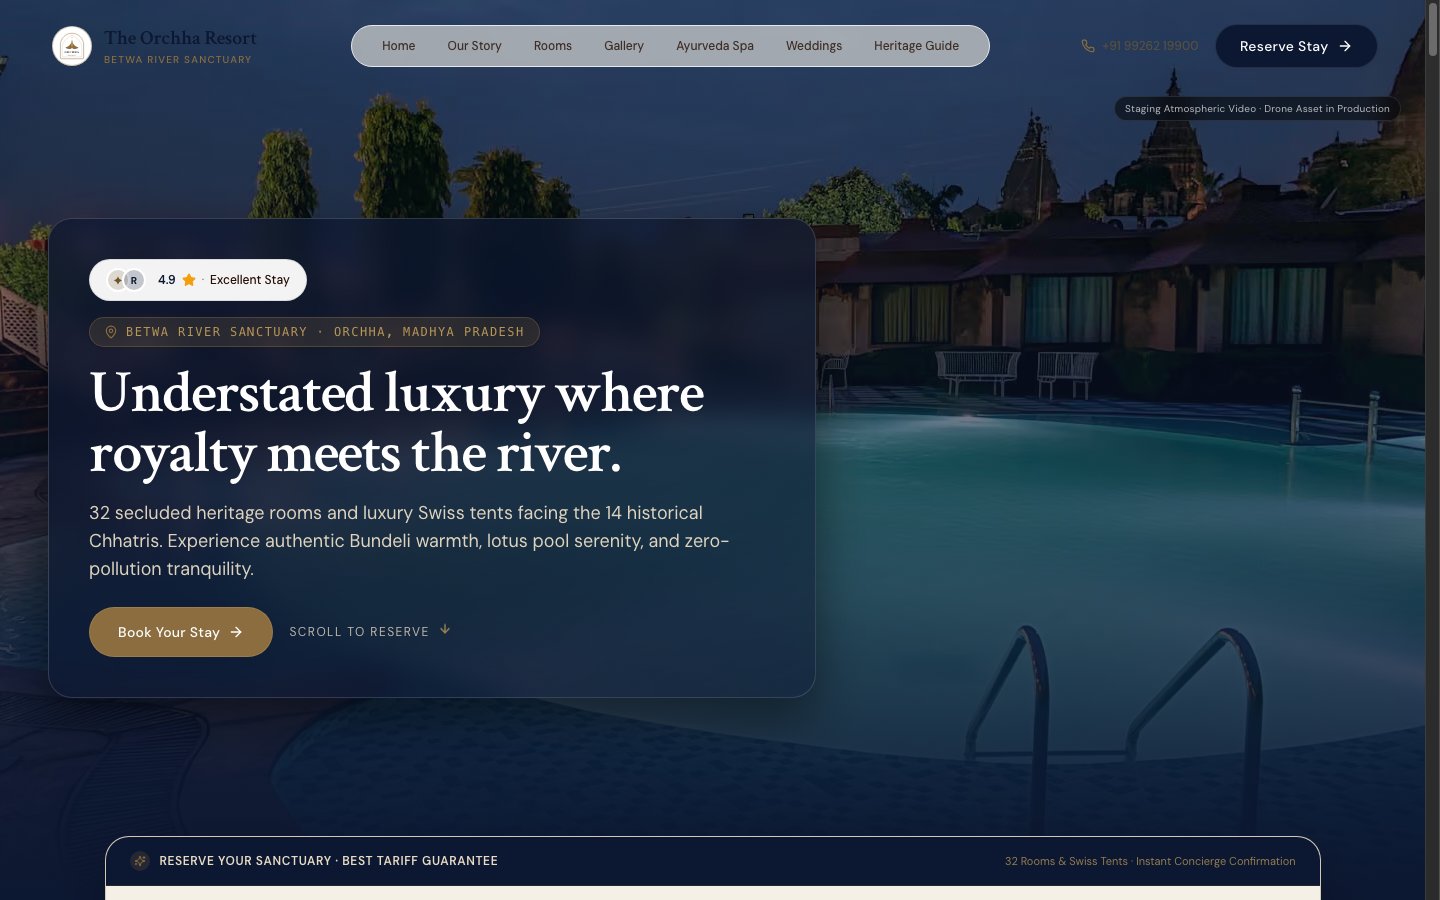 The Orchha Resort
BETWA RIVER SANCTUARY
Home
Our Story
Rooms
Gallery
Ayurveda Spa
Weddings
Heritage Guide
+91 99262 19900
Reserve Stay
Staging Atmospheric Video · Drone Asset in Production
R
4.9 · Excellent Stay
BETWA RIVER SANCTUARY · ORCHHA, MADHYA PRADESH
Understated luxury where
royalty meets the river.
32 secluded heritage rooms and luxury Swiss tents facing the 14 historical
Chhatris. Experience authentic Bundeli warmth, lotus pool serenity, and zero-
pollution tranquility.
Book Your Stay
SCROLL TO RESERVE
RESERVE YOUR SANCTUARY · BEST TARIFF GUARANTEE
32 Rooms & Swiss Tents · Instant Concierge Confirmation